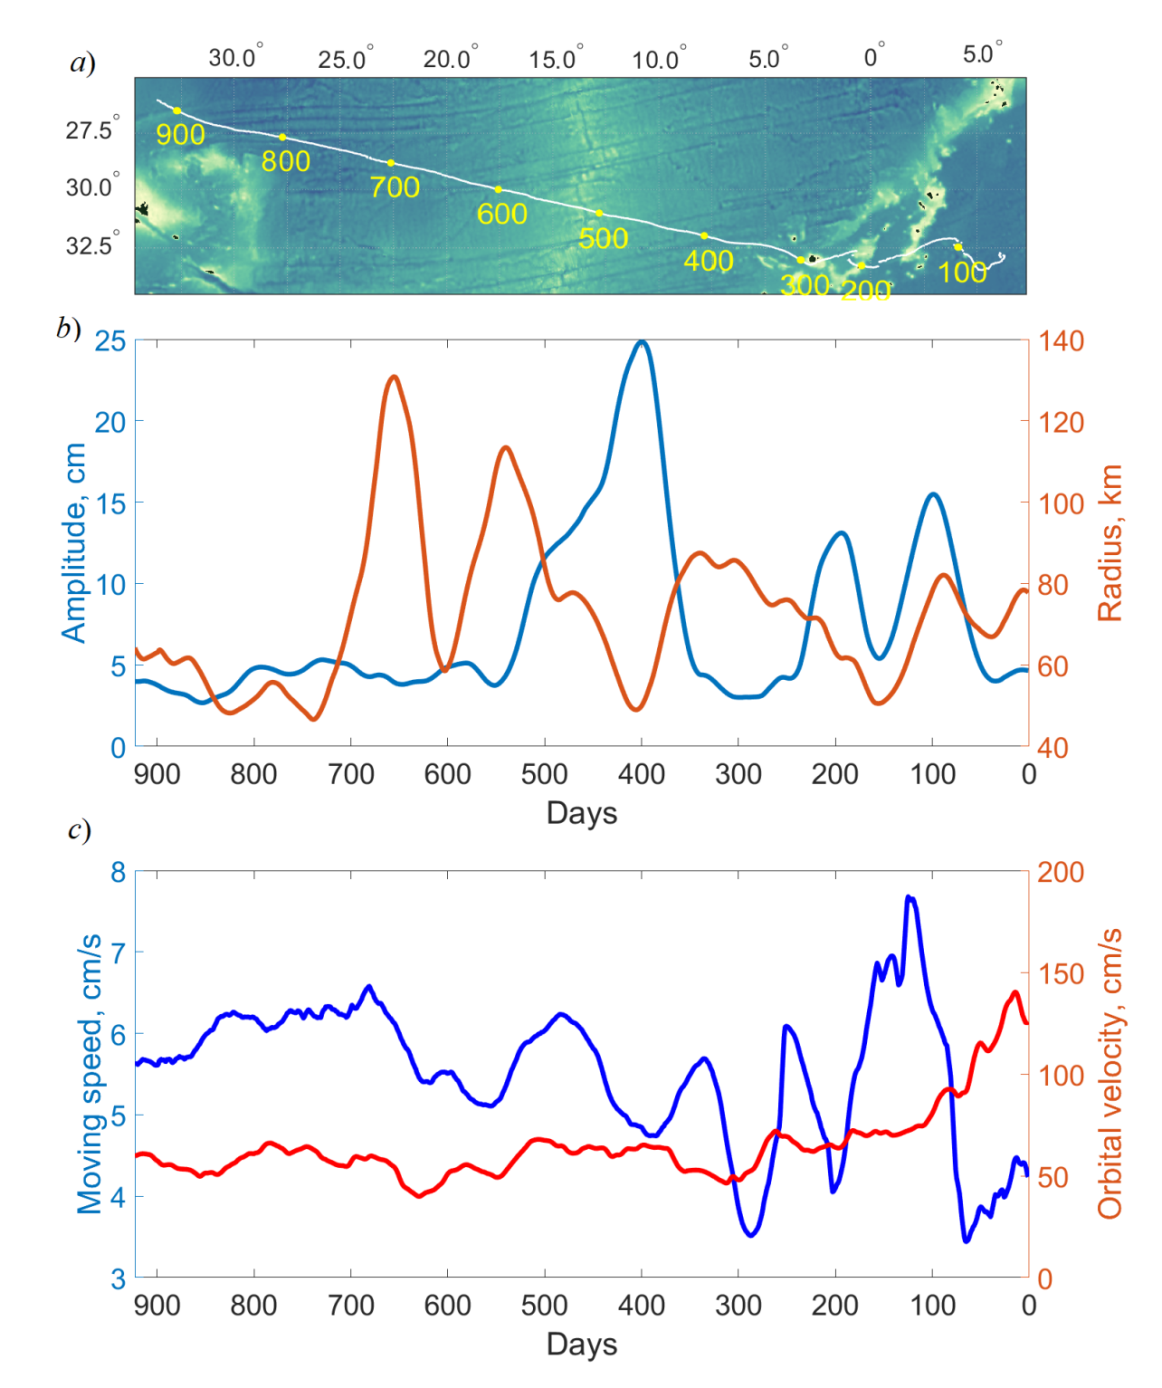 a)
30.0° 25.0° 20.0° 15.0° 10.0° 5.0° 0° 5.0°
27.5°
30.0°
32.5°
900 800 700 600 500 400 300 200 100
b)
Amplitude, cm
25
20
15
10
5
0
Radius, km
140
120
100
80
60
40
900 800 700 600 500 400 300 200 100 0
Days
c)
Moving speed, cm/s
8
7
6
5
4
3
Orbital velocity, cm/s
200
150
100
50
0
900 800 700 600 500 400 300 200 100 0
Days